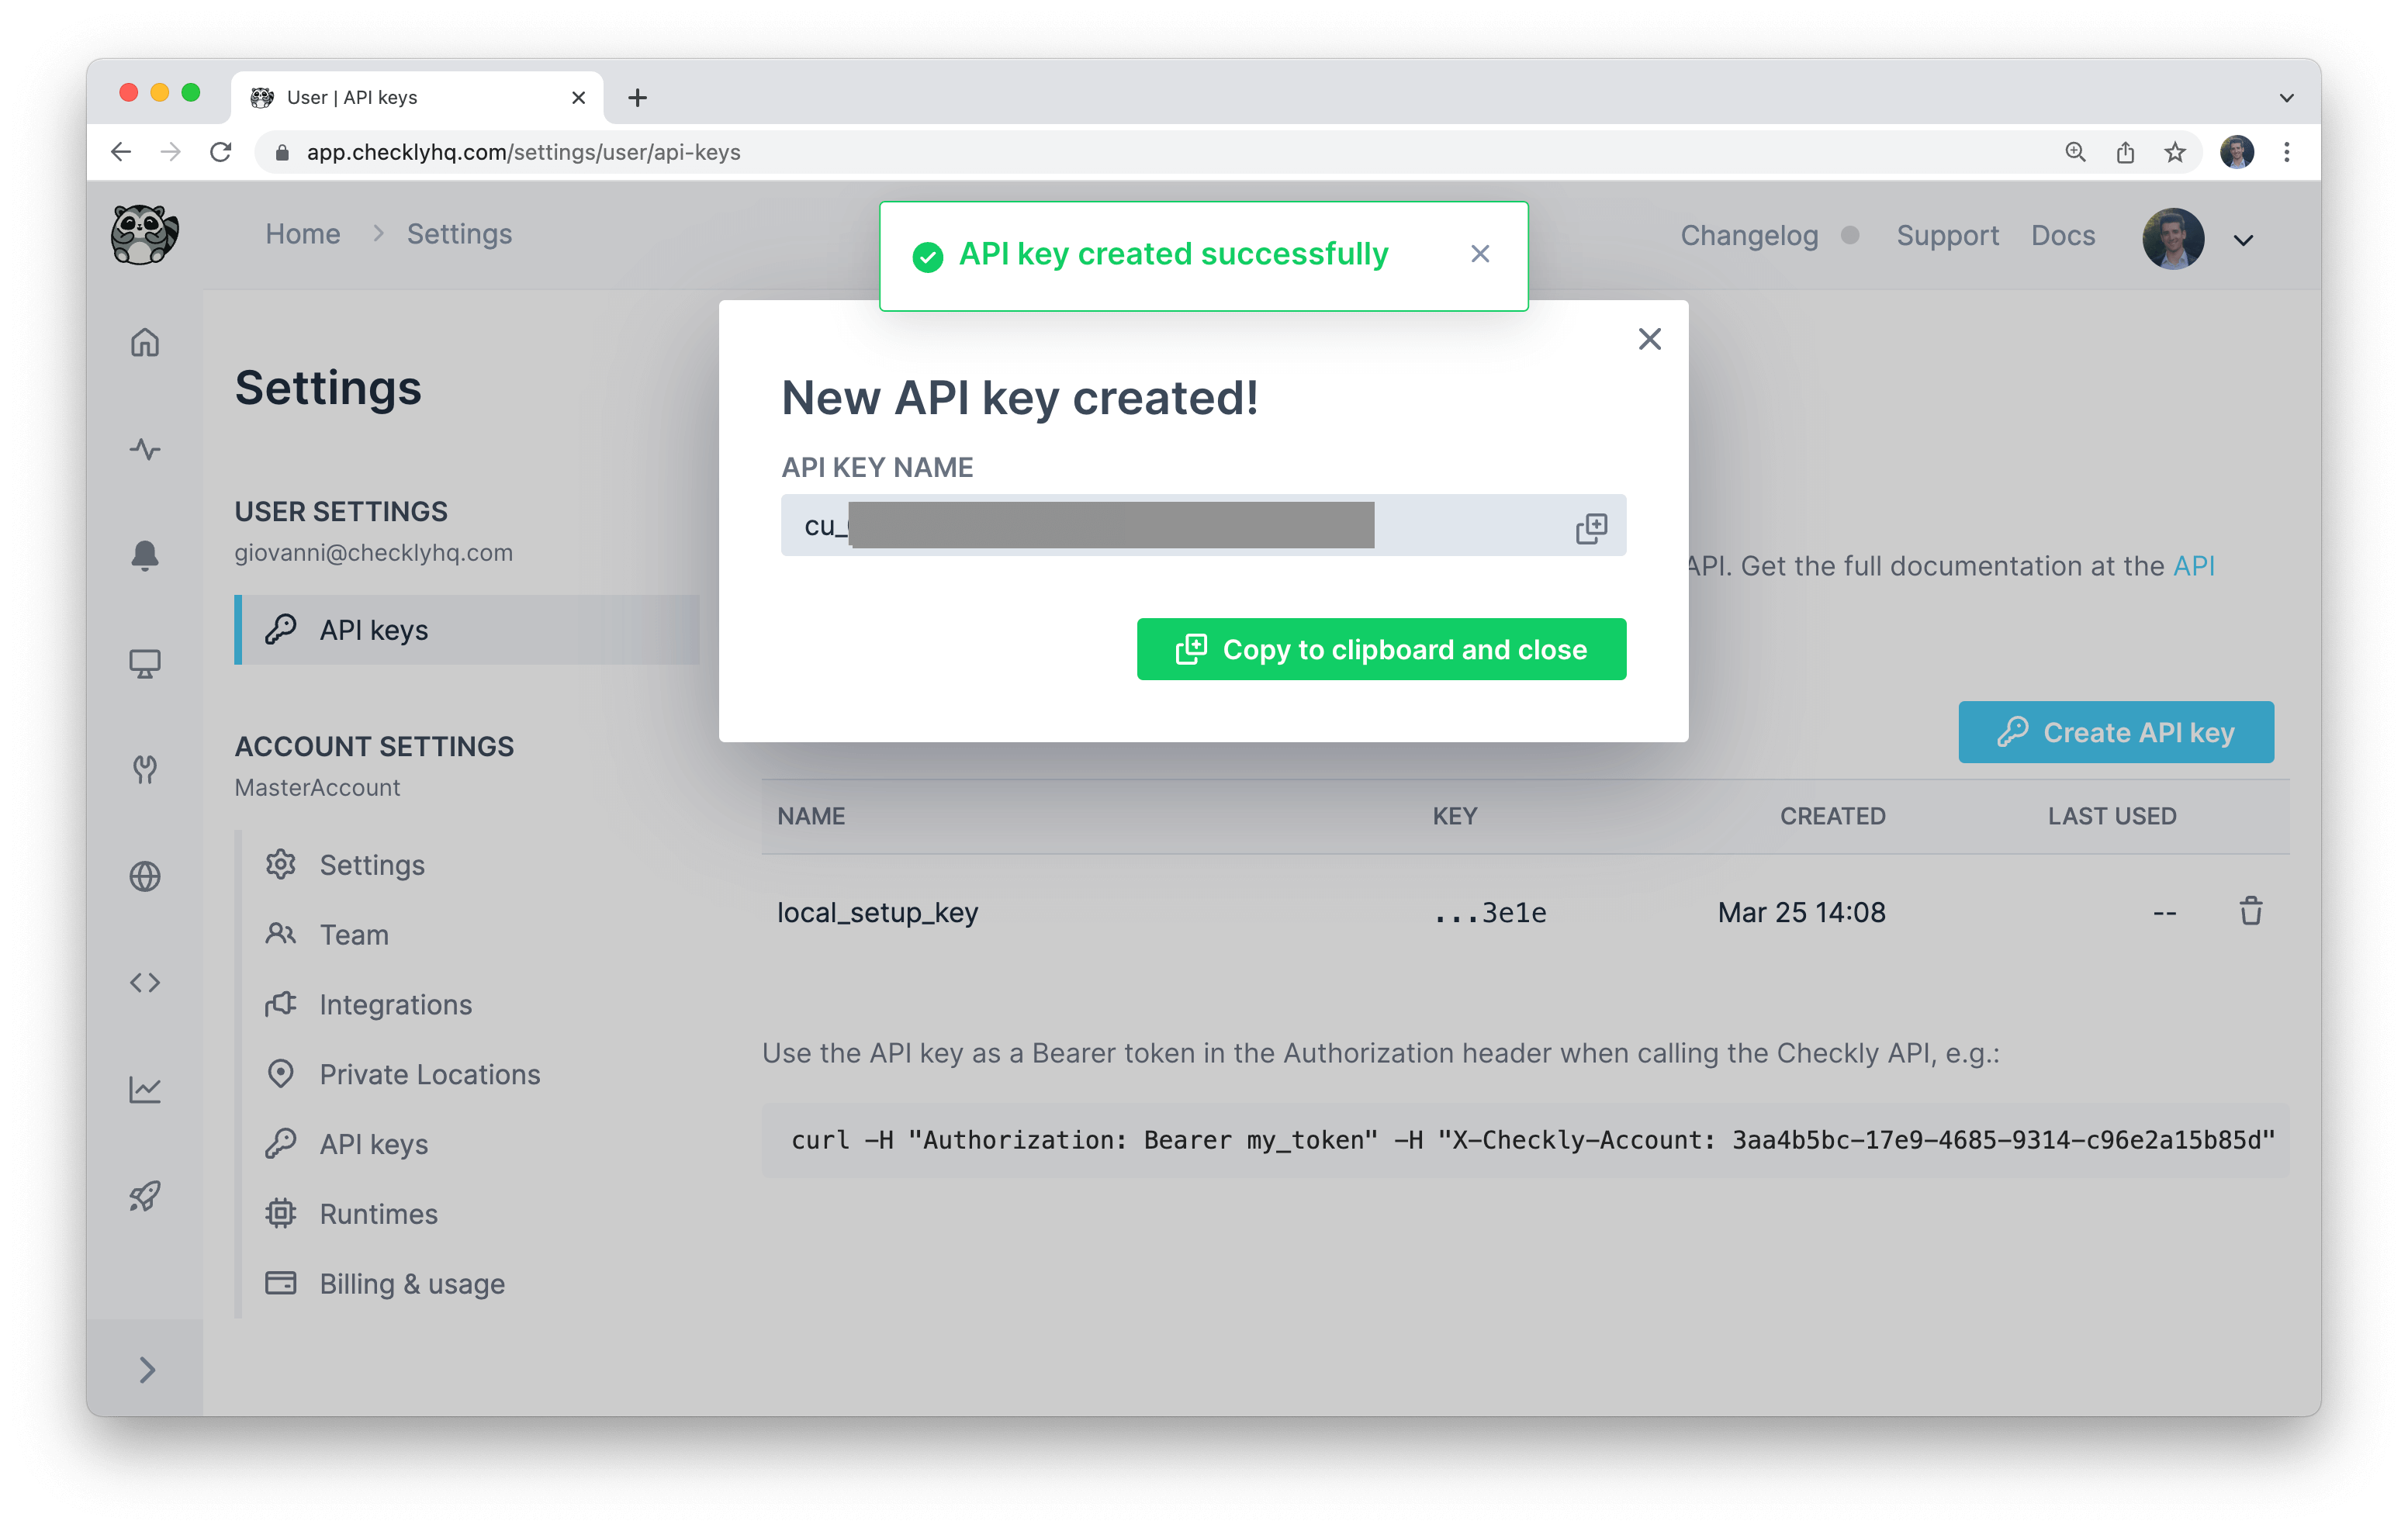 User | API keys
app.checklyhq.com/settings/user/api-keys
Home
Settings
API key created successfully
Changelog
Support
Docs
Settings
New API key created!
API KEY NAME
cu_
Copy to clipboard and close
USER SETTINGS
giovanni@checklyhq.com
API keys
API. Get the full documentation at the API
Create API key
ACCOUNT SETTINGS
MasterAccount
Settings
Team
Integrations
Private Locations
API keys
Runtimes
Billing & usage
NAME KEY CREATED LAST USED
local_setup_key ...3e1e Mar 25 14:08 --
Use the API key as a Bearer token in the Authorization header when calling the Checkly API, e.g.:
curl -H "Authorization: Bearer my_token" -H "X-Checkly-Account: 3aa4b5bc-17e9-4685-9314-c96e2a15b85d"